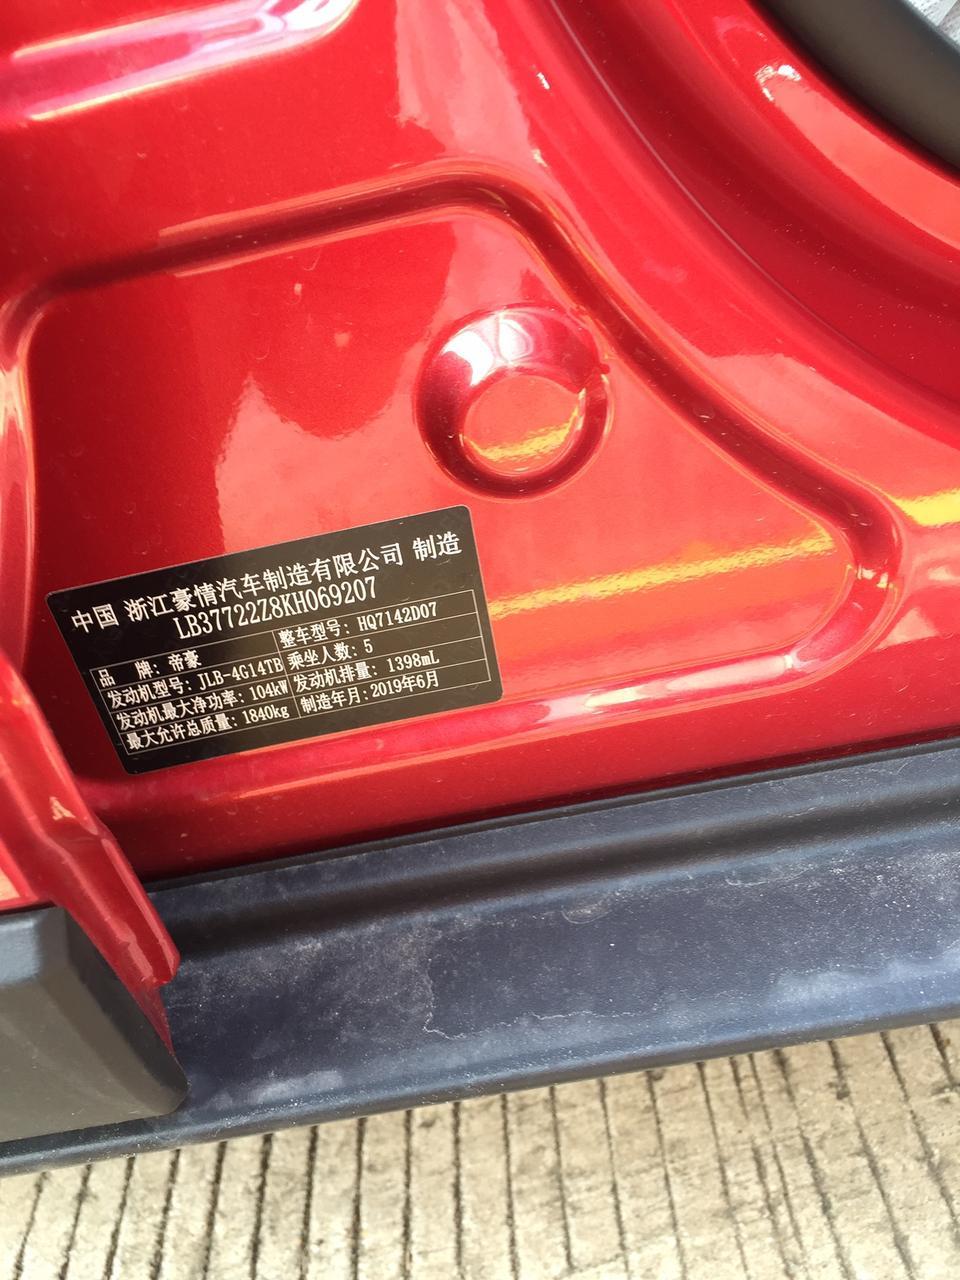 中国 浙江豪情汽车制造有限公司 制造
LB37722Z8KH069207
品 牌: 帝豪 整车型号: HQ7142D07
发动机型号: JLB-4G14TB 乘坐人数: 5
发动机最大净功率: 104kW 发动机排量: 1398mL
最大允许总质量: 1840kg 制造年月: 2019年6月